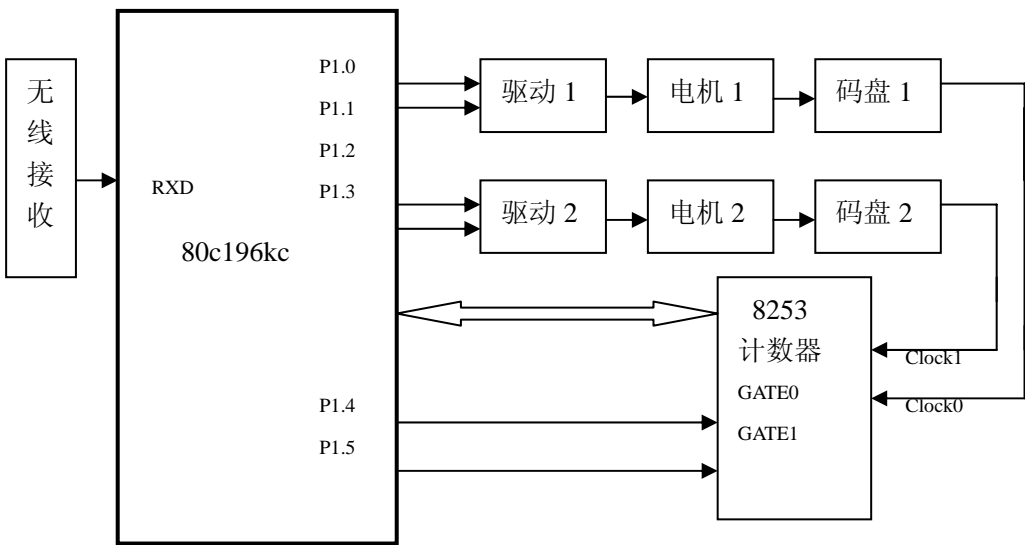 无
线
接
收
RXD
80c196kc
P1.0
P1.1
P1.2
P1.3
P1.4
P1.5
驱动 1
电机 1
码盘 1
驱动 2
电机 2
码盘 2
8253
计数器
GATE0
GATE1
Clock1
Clock0